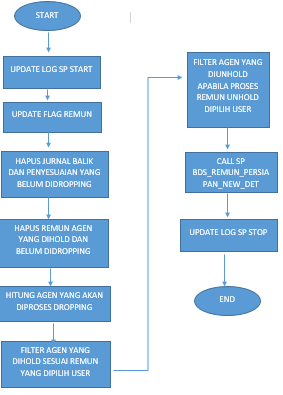 START
UPDATE LOG SP START
UPDATE FLAG REMUN
HAPUS JURNAL BALIK
DAN PENYESUAIAN YANG
BELUM DIDROPPING
HAPUS REMUN AGEN
YANG DIHOLD DAN
BELUM DIDROPPING
HITUNG AGEN YANG AKAN
DIPROSES DROPPING
FILTER AGEN YANG
DIHOLD SESUAI REMUN
YANG DIPILIH USER
FILTER AGEN YANG
DIUNHOLD
APABILA PROSES
REMUN UNHOLD
DIPILIH USER
CALL SP
BDS_REMUN_PERSIA
PAN_NEW_DET
UPDATE LOG SP STOP
END